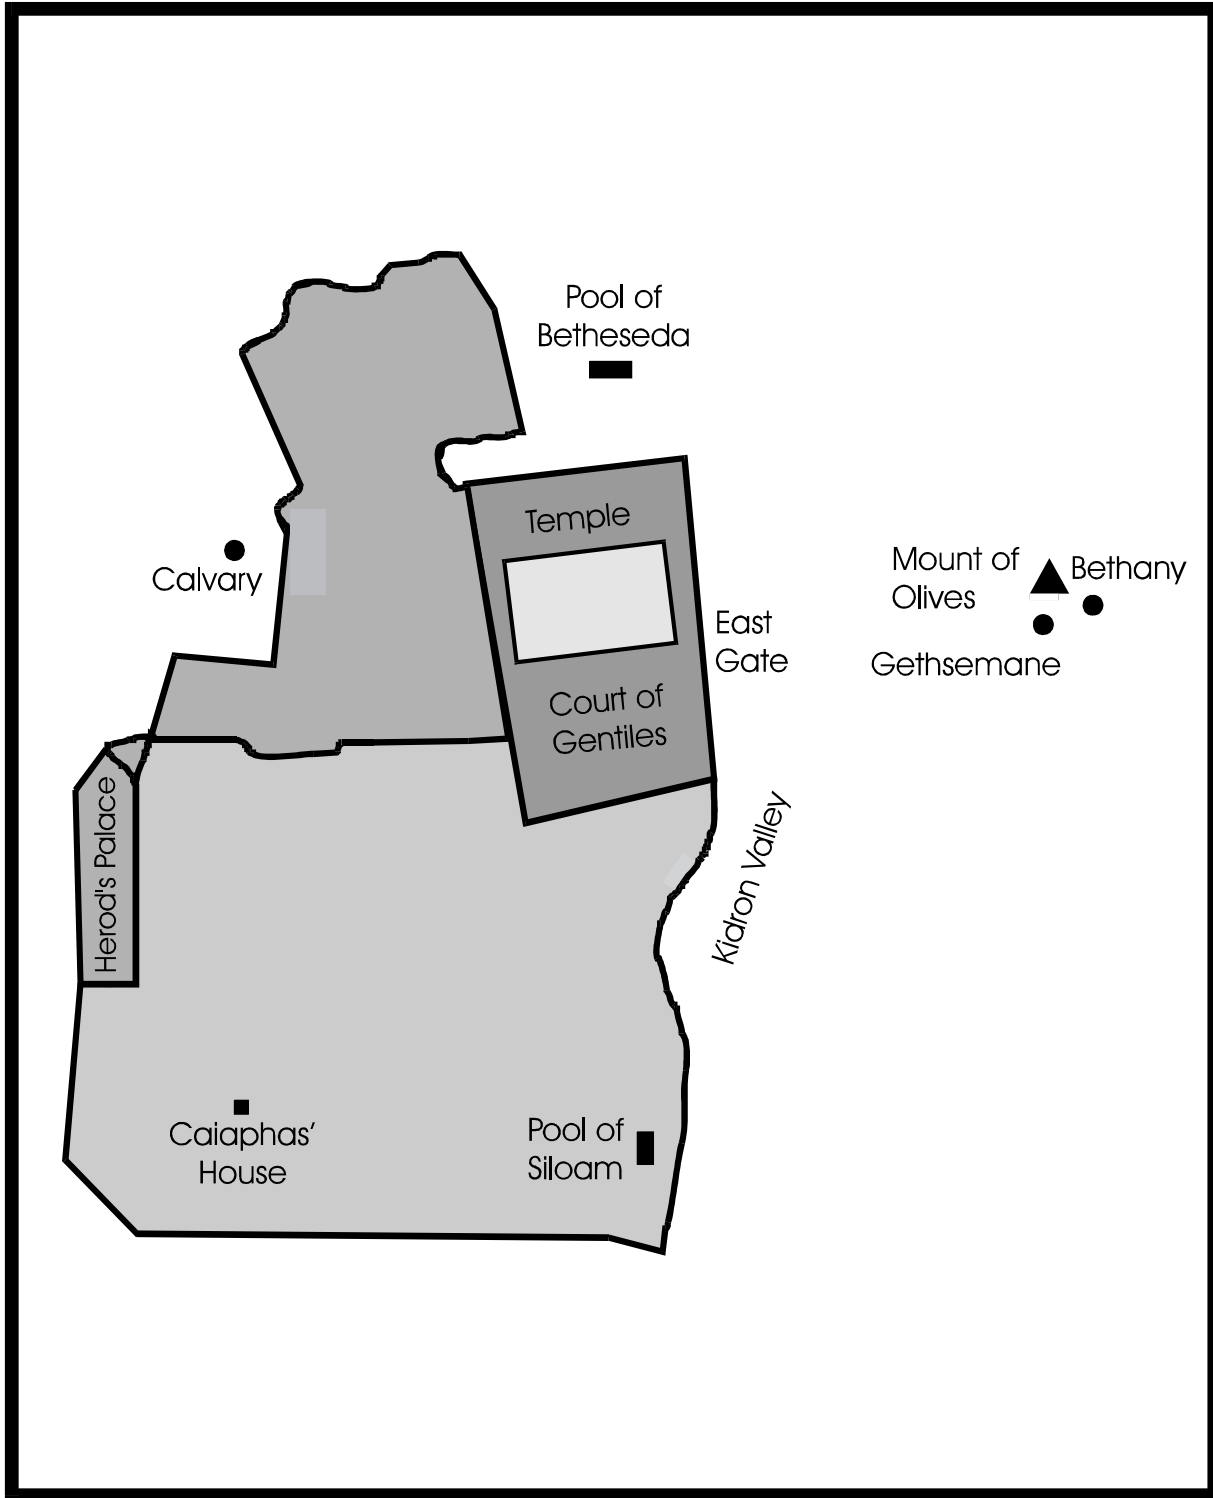 Pool of
Betheseda
Temple
Calvary
Mount of
Olives
Bethany
East
Gate
Gethsemane
Court of
Gentiles
Herod's Palace
Kidron Valley
Caiaphas’
House
Pool of
Siloam